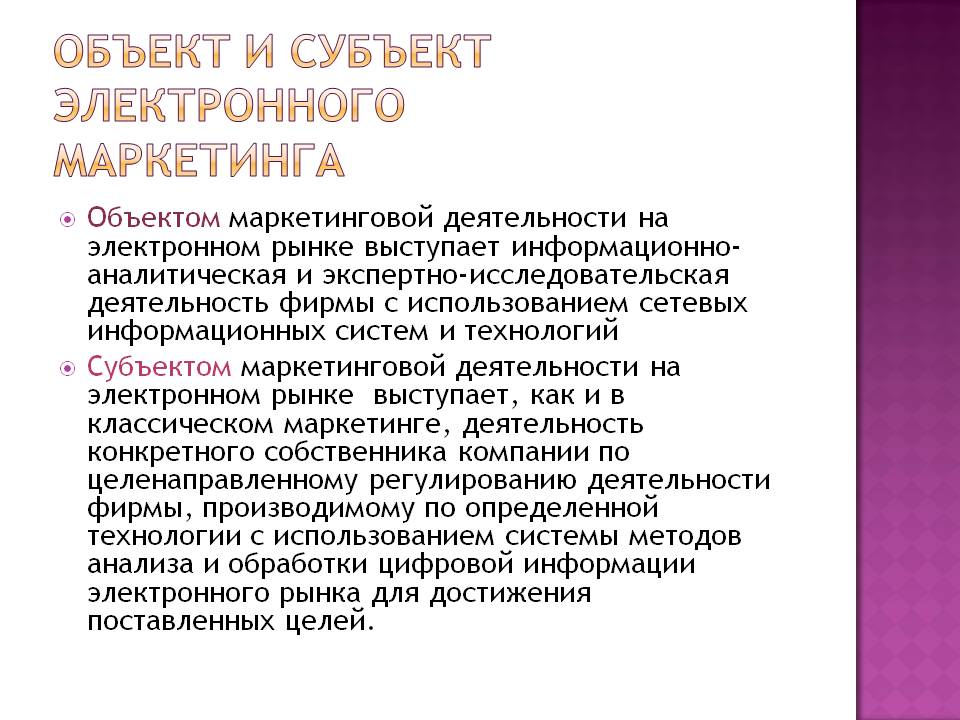 ОБЪЕКТ И СУБЪЕКТ
ЭЛЕКТРОННОГО
МАРКЕТИНГА
Объектом маркетинговой деятельности на
электронном рынке выступает информационно-
аналитическая и экспертно-исследовательская
деятельность фирмы с использованием сетевых
информационных систем и технологий
Субъектом маркетинговой деятельности на
электронном рынке  выступает, как и в
классическом маркетинге, деятельность
конкретного собственника компании по
целенаправленному регулированию деятельности
фирмы, производимому по определенной
технологии с использованием системы методов
анализа и обработки цифровой информации
электронного рынка для достижения
поставленных целей.